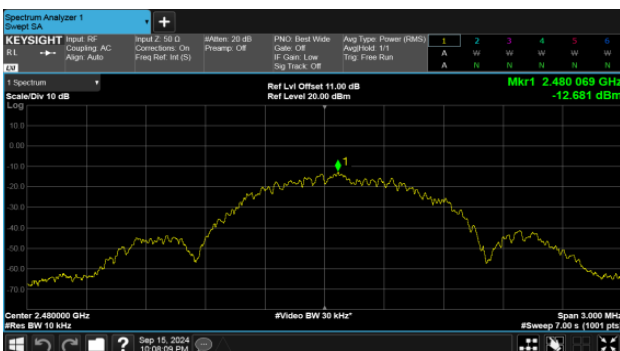 Spectrum Analyzer 1
Swept SA
+
KEYSIGHT Input: RF Input Z: 50 Ω #Atten: 20 dB PNO: Best Wide Avg Type: Power (RMS) 1 2 3 4 5 6
RL Coupling: AC Corrections: On Preamp: Off Gate: Off Avg|Hold: 1/1 A W W W W W
Align: Auto Freq Ref: Int (S) IF Gain: Low Trig: Free Run
LXI Sig Track: Off A N N N N N
1 Spectrum Ref Lvl Offset 11.00 dB Mkr1 2.480 069 GHz
Scale/Div 10 dB Ref Level 20.00 dBm -12.681 dBm
Log
10.0
0.00
-10.0
1
-20.0
-30.0
-40.0
-50.0
-60.0
-70.0
Center 2.480000 GHz #Video BW 30 kHz* Span 3.000 MHz
#Res BW 10 kHz #Sweep 7.00 s (1001 pts)
? Sep 15, 2024
10:08:09 PM